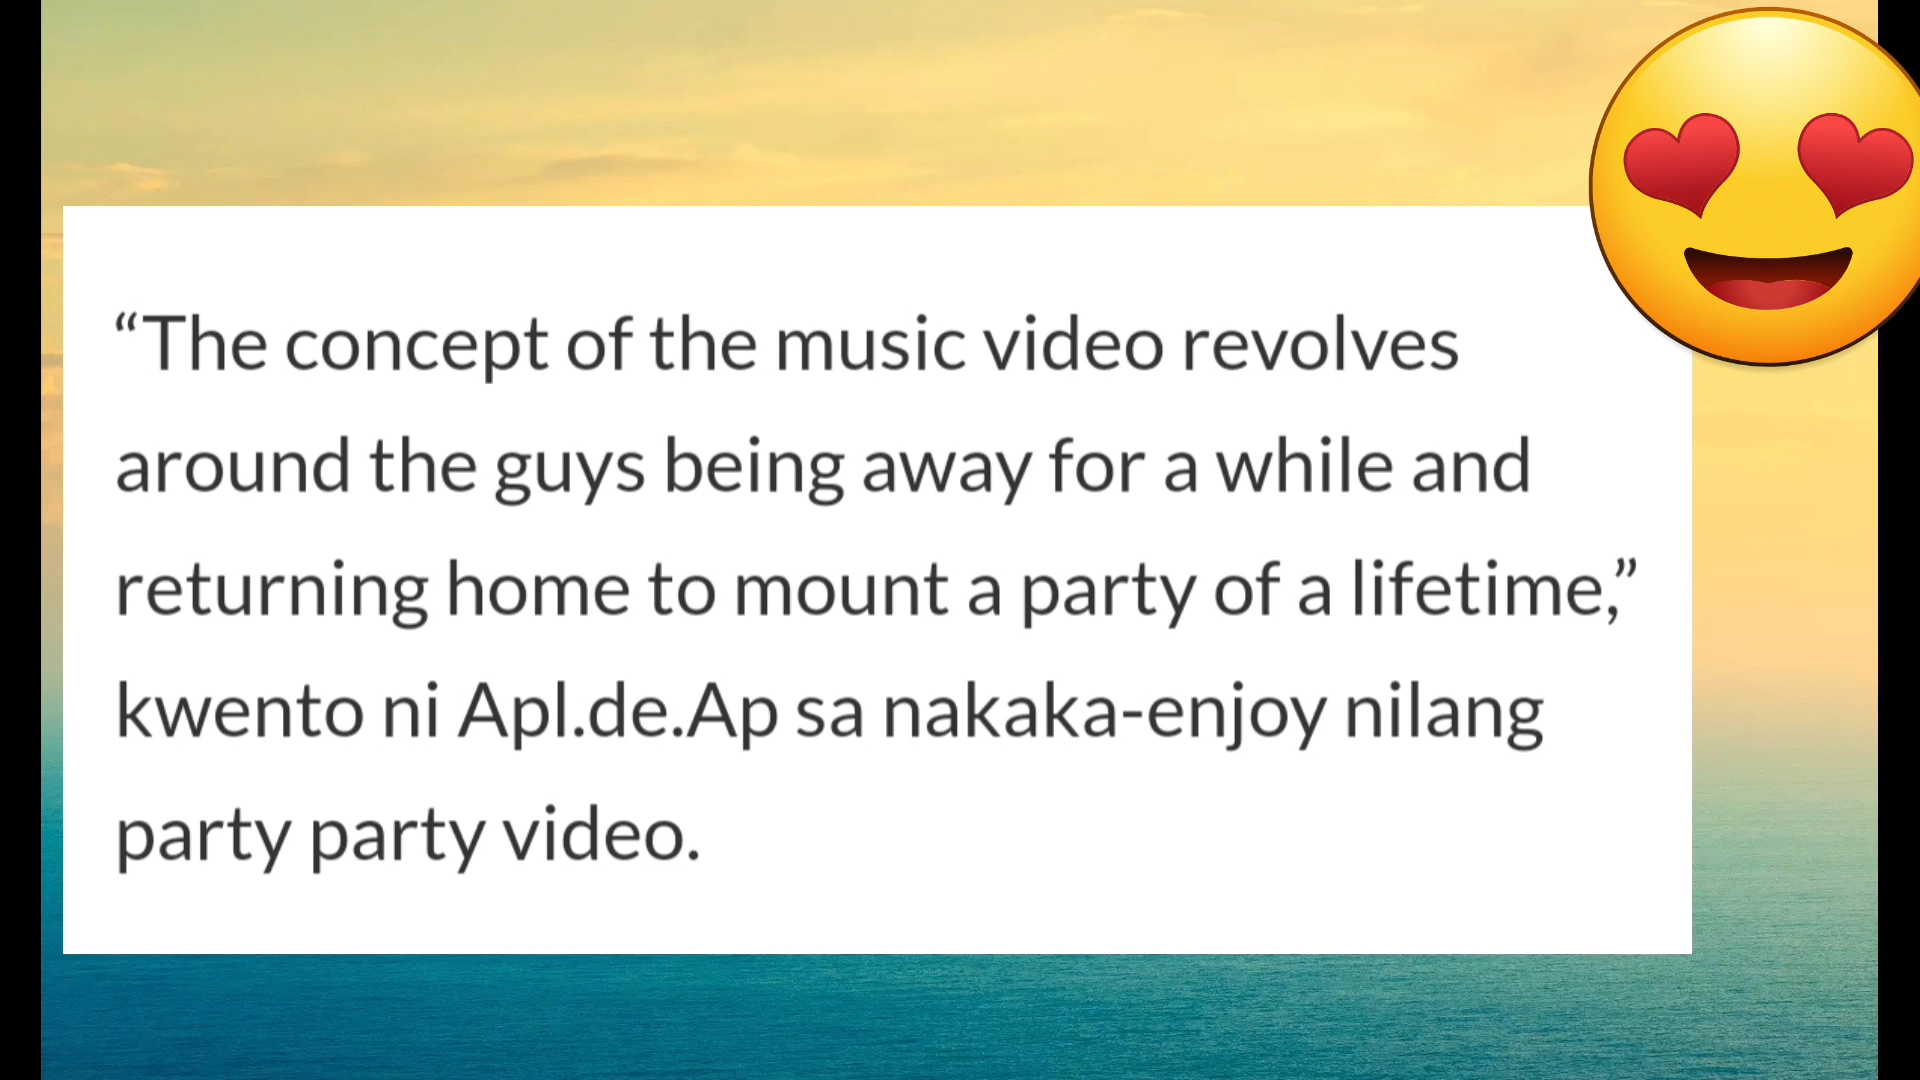 “The concept of the music video revolves
around the guys being away for a while and
returning home to mount a party of a lifetime,”
kwento ni Apl.de.Ap sa nakaka-enjoy nilang
party party video.